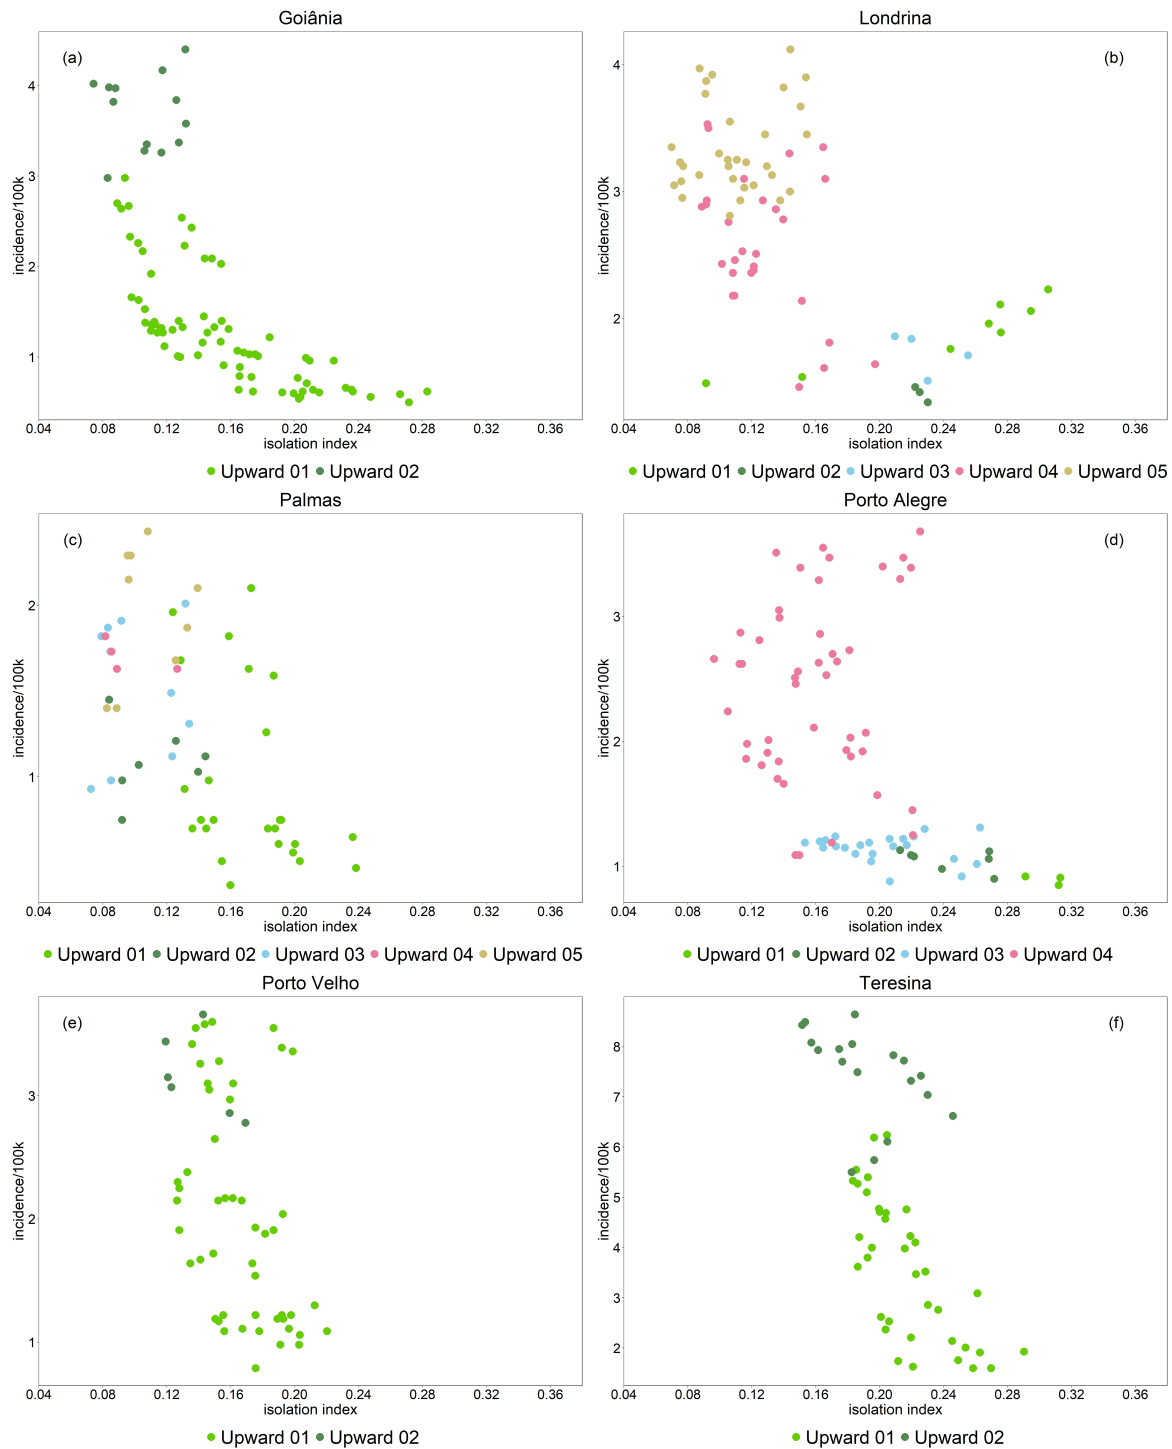 Goiânia
(a)
incidence/100k
4
3
2
1
0.04 0.08 0.12 0.16 0.20 0.24 0.28 0.32 0.36
isolation index
Upward 01 Upward 02
Londrina
(b)
incidence/100k
4
3
2
0.04 0.08 0.12 0.16 0.20 0.24 0.28 0.32 0.36
isolation index
Upward 01 Upward 02 Upward 03 Upward 04 Upward 05
Palmas
(c)
incidence/100k
2
1
0.04 0.08 0.12 0.16 0.20 0.24 0.28 0.32 0.36
isolation index
Upward 01 Upward 02 Upward 03 Upward 04 Upward 05
Porto Alegre
(d)
incidence/100k
3
2
1
0.04 0.08 0.12 0.16 0.20 0.24 0.28 0.32 0.36
isolation index
Upward 01 Upward 02 Upward 03 Upward 04
Porto Velho
(e)
incidence/100k
3
2
1
0.04 0.08 0.12 0.16 0.20 0.24 0.28 0.32 0.36
isolation index
Upward 01 Upward 02
Teresina
(f)
incidence/100k
8
7
6
5
4
3
2
0.04 0.08 0.12 0.16 0.20 0.24 0.28 0.32 0.36
isolation index
Upward 01 Upward 02